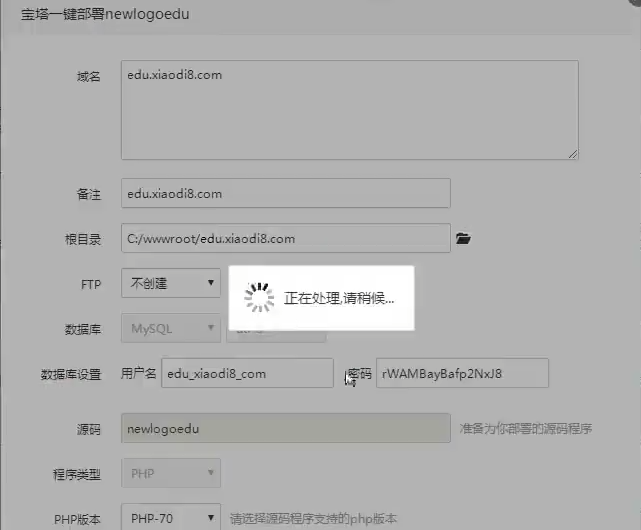 宝塔一键部署newlogoedu
域名 edu.xiaodi8.com
备注 edu.xiaodi8.com
根目录 C:/wwwroot/edu.xiaodi8.com
FTP 不创建
正在处理,请稍候...
数据库 MySQL
数据库设置 用户名 edu_xiaodi8_com 密码 rWAMBayBafp2NxJ8
源码 newlogoedu 准备为你部署的源码程序
程序类型 PHP
PHP版本 PHP-70 请选择源码程序支持的php版本